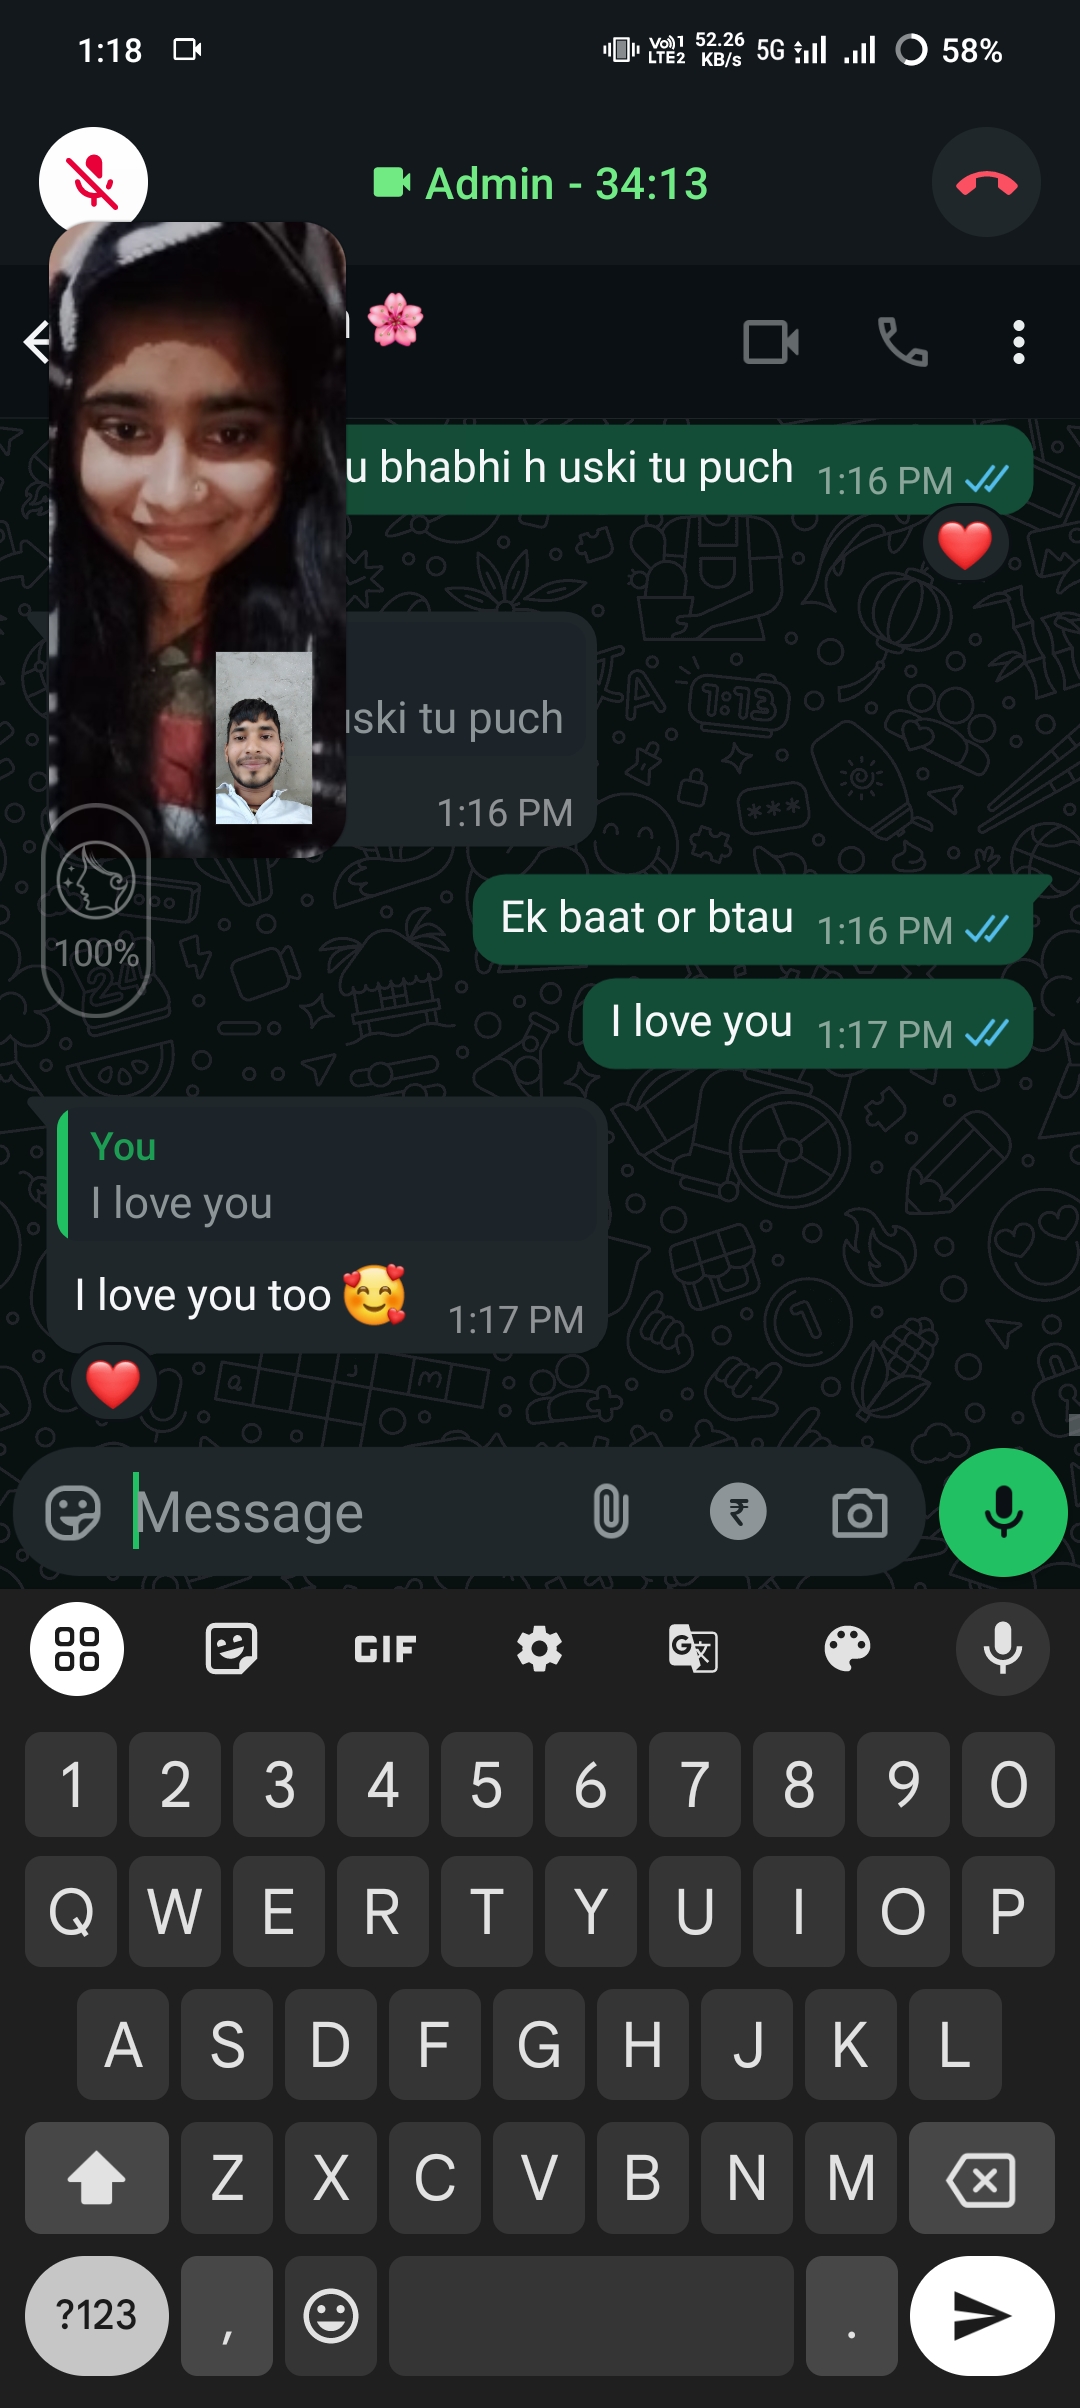 1:18 Vo) 1 LTE2 52.26 KB/s 5G 58%
Admin - 34:13
🌸
u bhabhi h uski tu puch 1:16 PM
❤️
uski tu puch
1:16 PM
100%
Ek baat or btau 1:16 PM
I love you 1:17 PM
You
I love you
I love you too 🥰 1:17 PM
❤️
Message
GIF
1 2 3 4 5 6 7 8 9 0
Q W E R T Y U I O P
A S D F G H J K L
Z X C V B N M
?123 , .